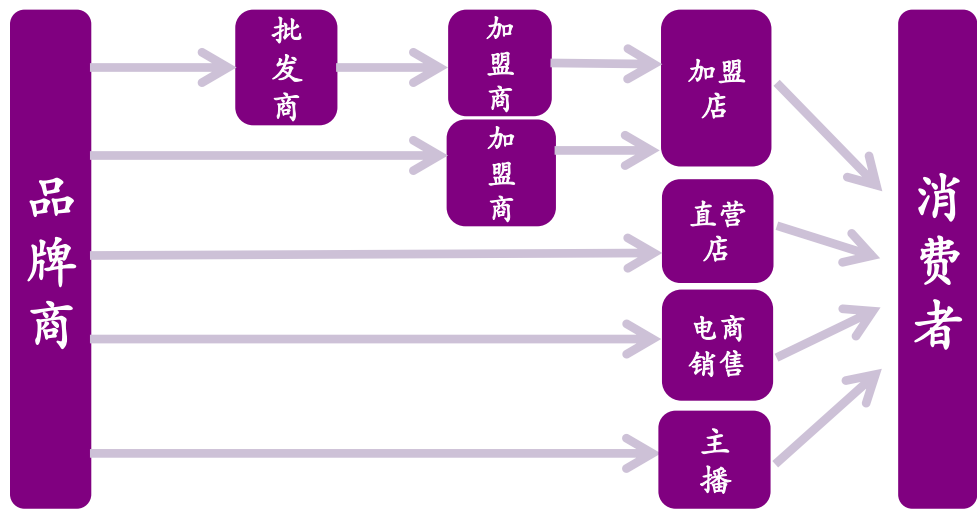 品牌商
批发商
加盟商
加盟店
加盟商
直营店
电商销售
主播
消费者